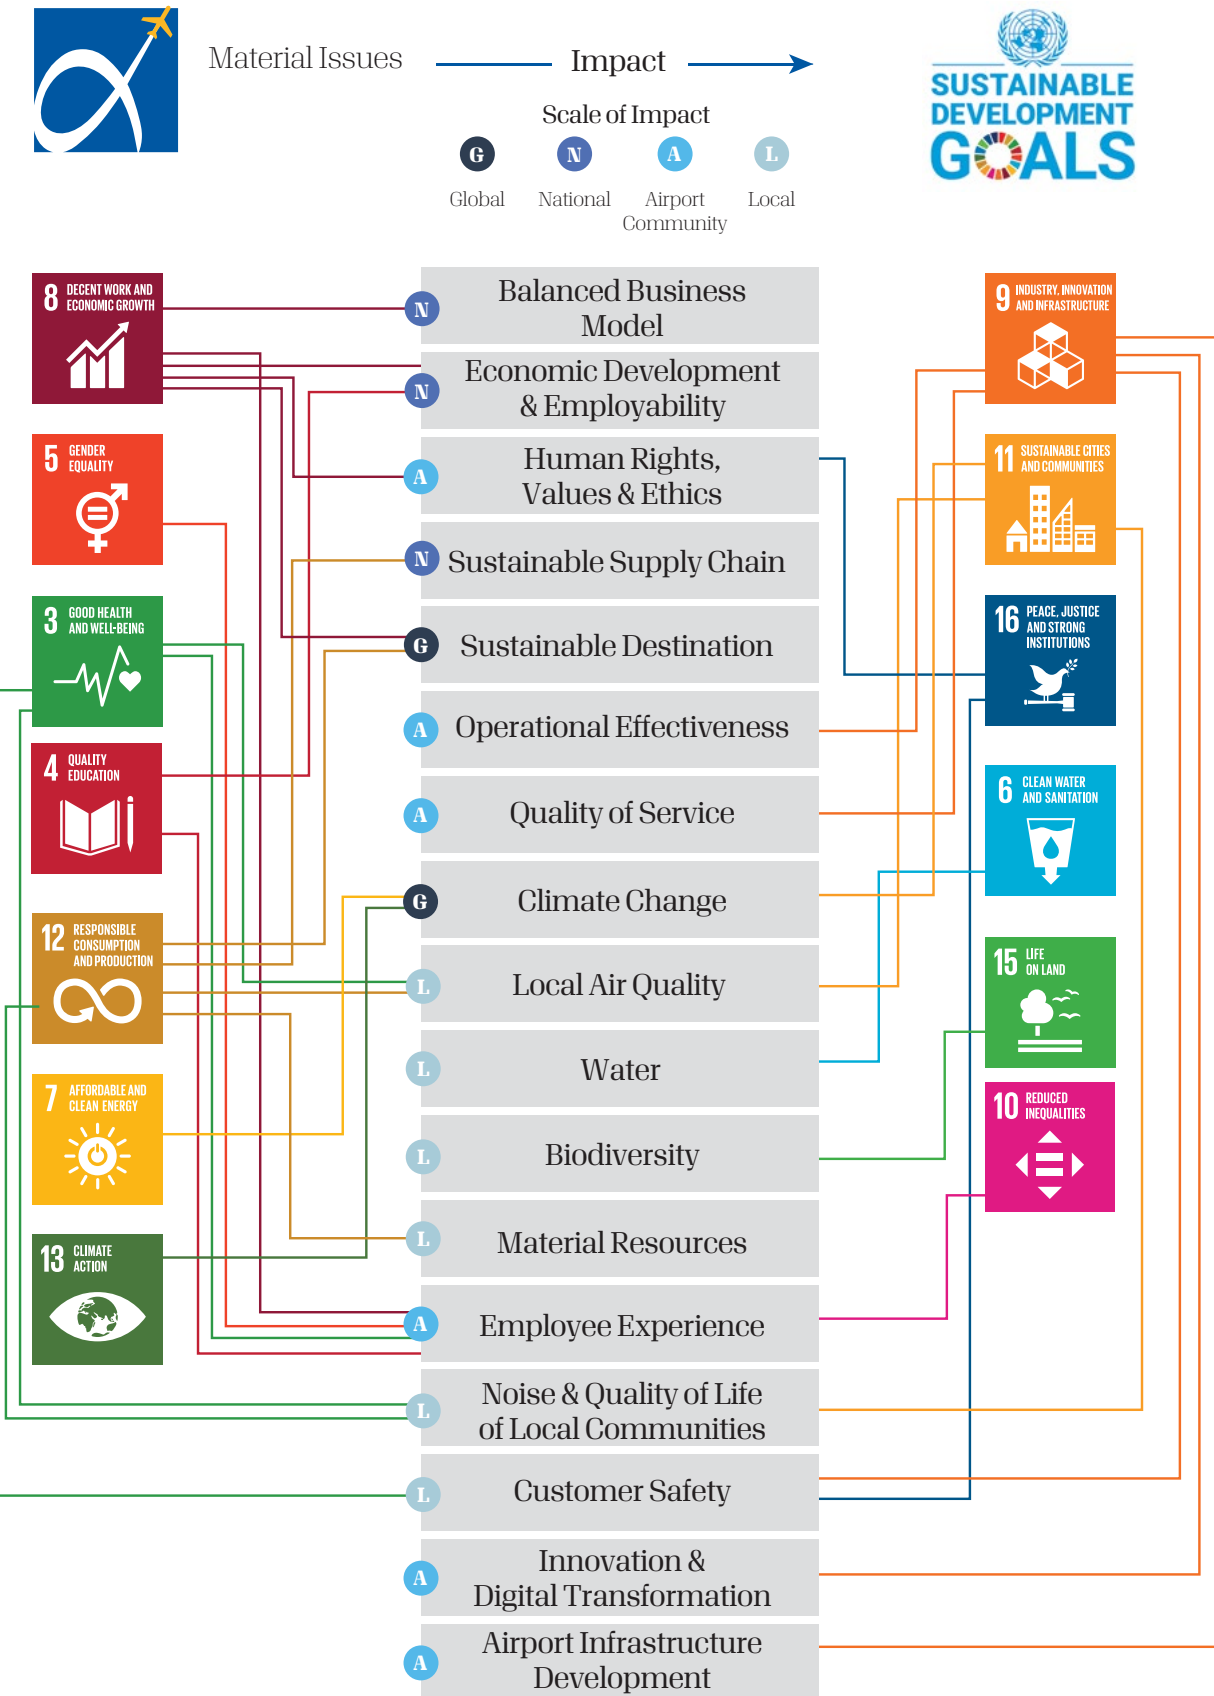 Material Issues
Impact
Scale of Impact
G
N
A
L
Global
National
Airport
Community
Local
SUSTAINABLE
DEVELOPMENT
GOALS
8 DECENT WORK AND
ECONOMIC GROWTH
5 GENDER
EQUALITY
3 GOOD HEALTH
AND WELL-BEING
4 QUALITY
EDUCATION
12 RESPONSIBLE
CONSUMPTION
AND PRODUCTION
7 AFFORDABLE AND
CLEAN ENERGY
13 CLIMATE
ACTION
N
Balanced Business
Model
N
Economic Development
& Employability
A
Human Rights,
Values & Ethics
N
Sustainable Supply Chain
G
Sustainable Destination
A
Operational Effectiveness
A
Quality of Service
G
Climate Change
L
Local Air Quality
L
Water
L
Biodiversity
L
Material Resources
A
Employee Experience
L
Noise & Quality of Life
of Local Communities
L
Customer Safety
A
Innovation &
Digital Transformation
A
Airport Infrastructure
Development
9 INDUSTRY, INNOVATION
AND INFRASTRUCTURE
11 SUSTAINABLE CITIES
AND COMMUNITIES
16 PEACE, JUSTICE
AND STRONG
INSTITUTIONS
6 CLEAN WATER
AND SANITATION
15 LIFE
ON LAND
10 REDUCED
INEQUALITIES